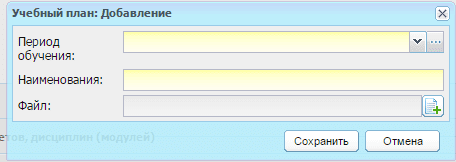 Учебный план: Добавление
Период
обучения:
Наименования:
Файл:
етов, дисциплин (модулей)
Сохранить Отмена